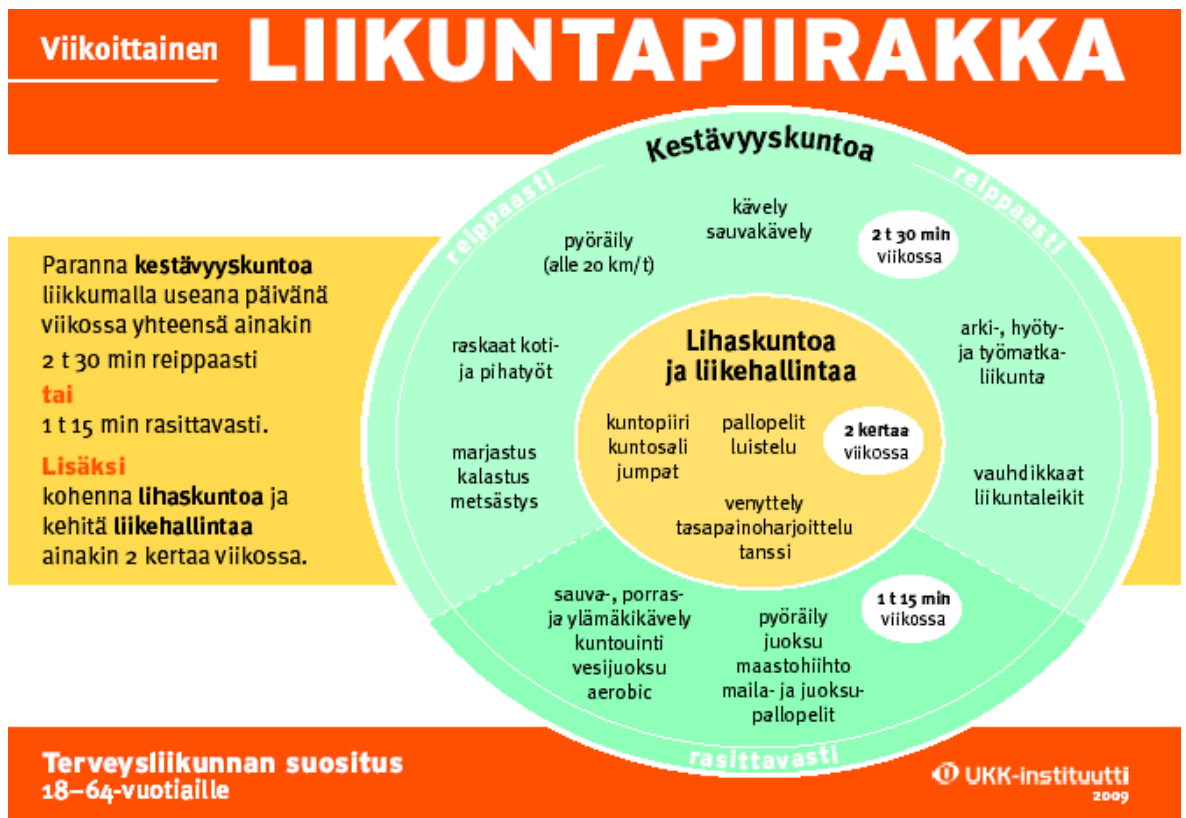 Viikoittainen LIIKUNTAPIIRAKKA
Paranna kestävyyskuntoa
liikkumalla useana päivänä
viikossa yhteensä ainakin
2 t 30 min reippaasti
tai
1 t 15 min rasittavasti.
Lisäksi
kohenna lihaskuntoa ja
kehitä liikehallintaa
ainakin 2 kertaa viikossa.
Kestävyyskuntoa
reippaasti
reippaasti
kävely
sauvakävely
2 t 30 min
viikossa
pyöräily
(alle 20 km/t)
raskaat koti-
ja pihatyöt
marjastus
kalastus
metsästys
arki-, hyöty-
ja työmatka-
liikunta
vauhdikkaat
liikuntaleikit
Lihaskuntoa
ja liikehallintaa
kuntopiiri
kuntosali
jumpat
pallopelit
luistelu
2 kertaa
viikossa
venyttely
tasapainoharjoittelu
tanssi
sauva-, porras-
ja ylämäkikävely
kuntouinti
vesijuoksu
aerobic
pyöräily
juoksu
maastohiihto
maila- ja juoksu-
pallopelit
1 t 15 min
viikossa
rasittavasti
Terveysliikunnan suositus
18–64-vuotiaille
UKK-instituutti
2009